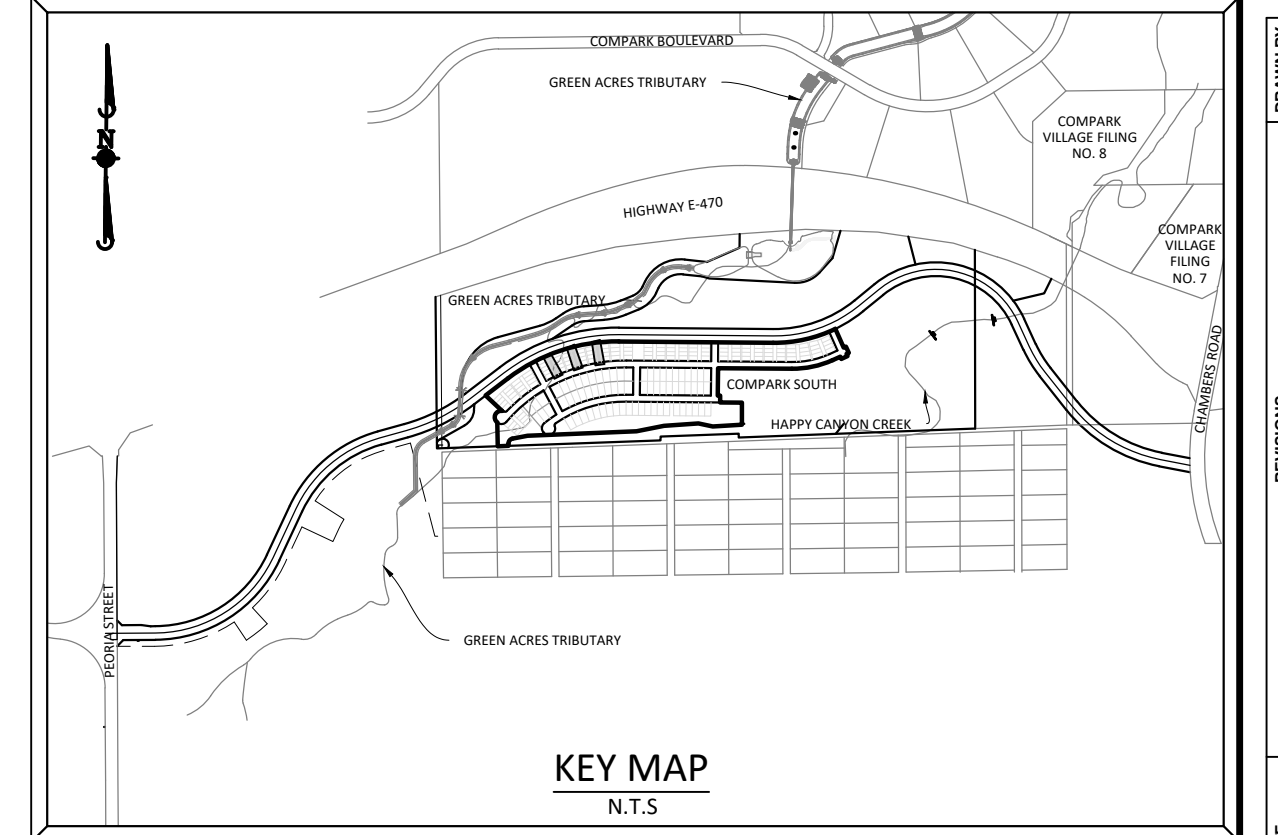 COMPARK BOULEVARD
GREEN ACRES TRIBUTARY
N
COMPARK
VILLAGE FILING
NO. 8
HIGHWAY E-470
COMPARK
VILLAGE
FILING
NO. 7
GREEN ACRES TRIBUTARY
CHAMBERS ROAD
COMPARK SOUTH
HAPPY CANYON CREEK
PEORIA STREET
GREEN ACRES TRIBUTARY
KEY MAP
N.T.S